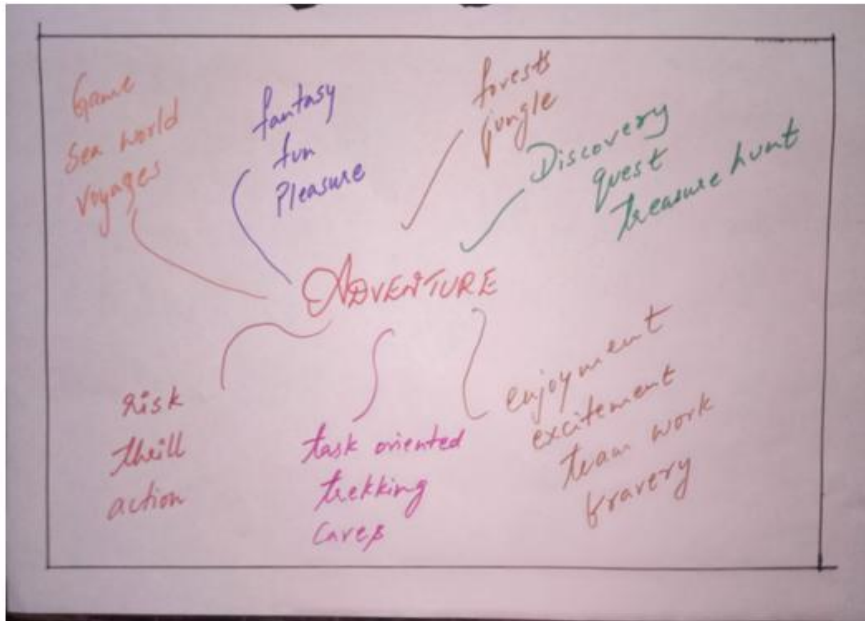 Game
Sea world
voyages
fantasy
fun
Pleasure
forests
jungle
Discovery
quest
treasure hunt
ADVENTURE
risk
thrill
action
task oriented
trekking
Caves
enjoyment
excitement
team work
bravery